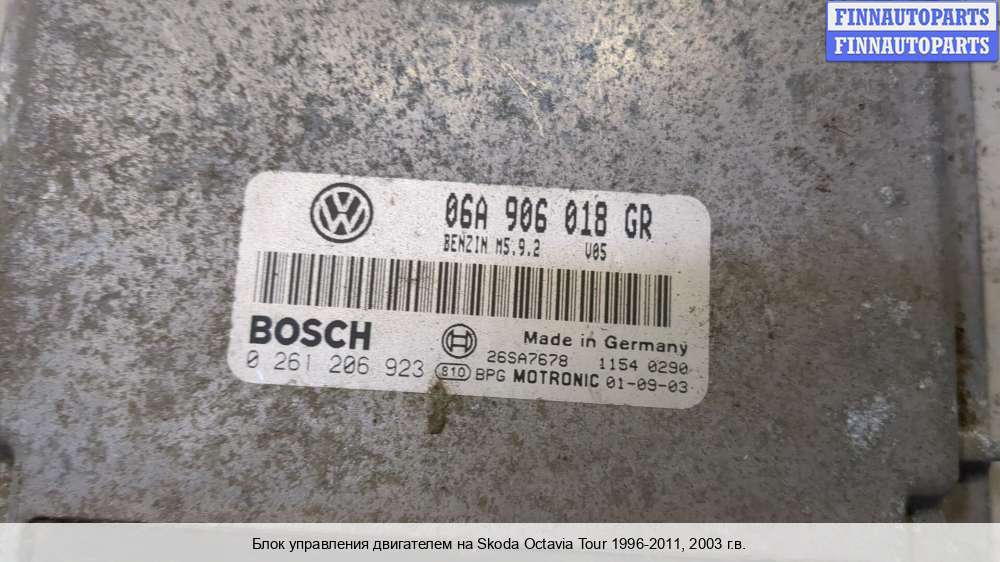 FINNAUTOPARTS
FINNAUTOPARTS
06A 906 018 GR
BENZIN M5.9.2 V05
BOSCH
Made in Germany
0 261 206 923
26SA7678 1154 0290
810 BPG MOTRONIC 01-09-03
Блок управления двигателем на Skoda Octavia Tour 1996-2011, 2003 г.в.